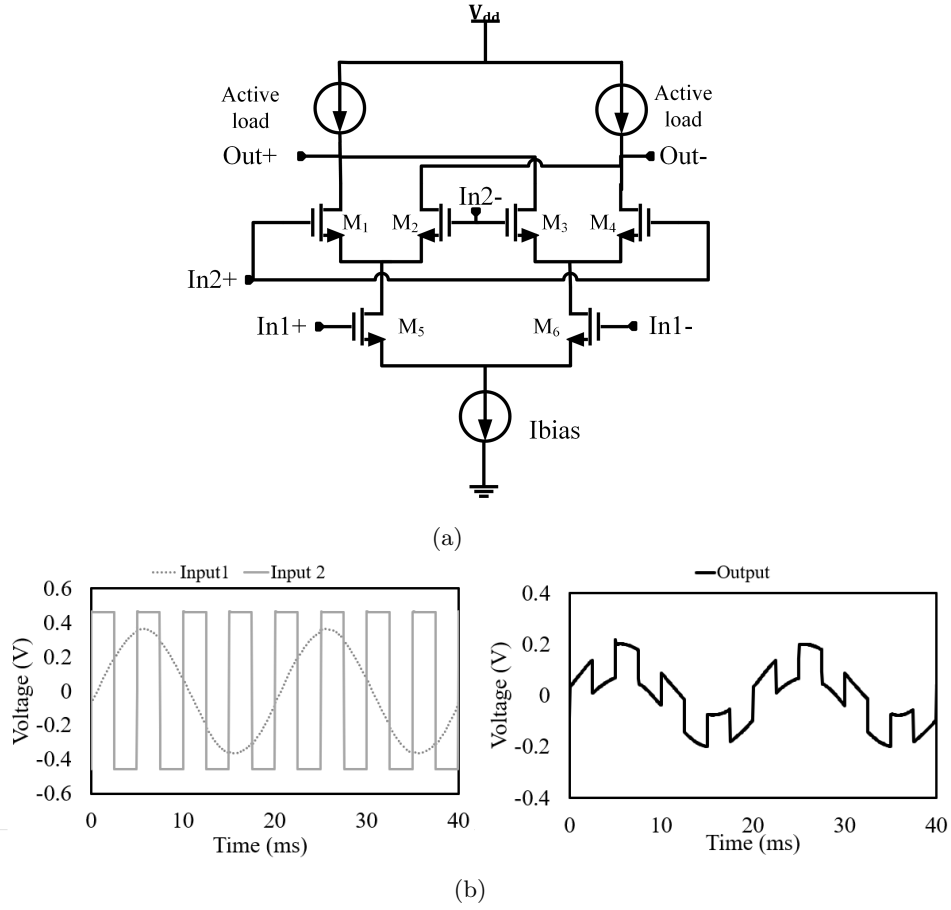 Vdd
Active load
Active load
Out+
Out-
In2-
M1
M2
M3
M4
In2+
In1+
M5
M6
In1-
Ibias
(a)
Input1
Input 2
Voltage (V)
0.6
0.4
0.2
0
-0.2
-0.4
-0.6
0
10
20
30
40
Time (ms)
Output
Voltage (V)
0.4
0.2
0
-0.2
-0.4
0
10
20
30
40
Time (ms)
(b)